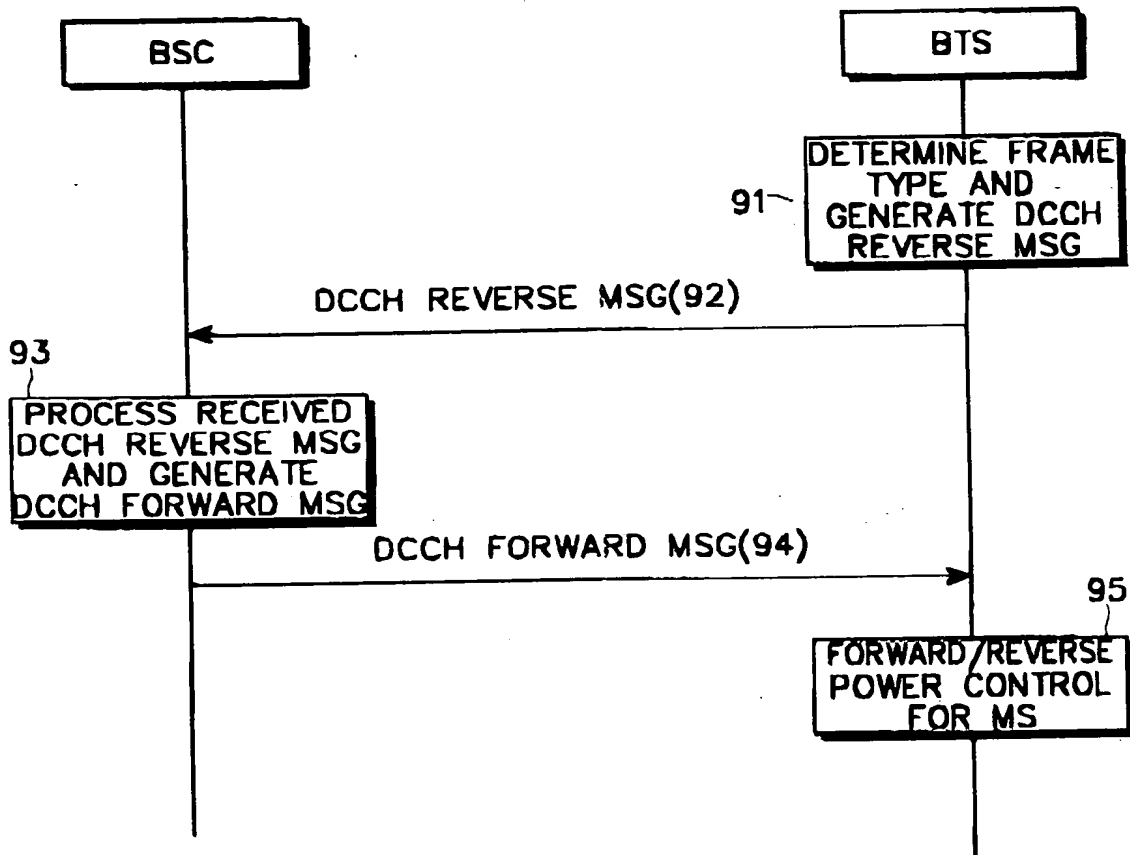 BSC
BTS
DETERMINE FRAME
TYPE AND
GENERATE DCCH
REVERSE MSG
91
DCCH REVERSE MSG(92)
93
PROCESS RECEIVED
DCCH REVERSE MSG
AND GENERATE
DCCH FORWARD MSG
DCCH FORWARD MSG(94)
95
FORWARD/REVERSE
POWER CONTROL
FOR MS